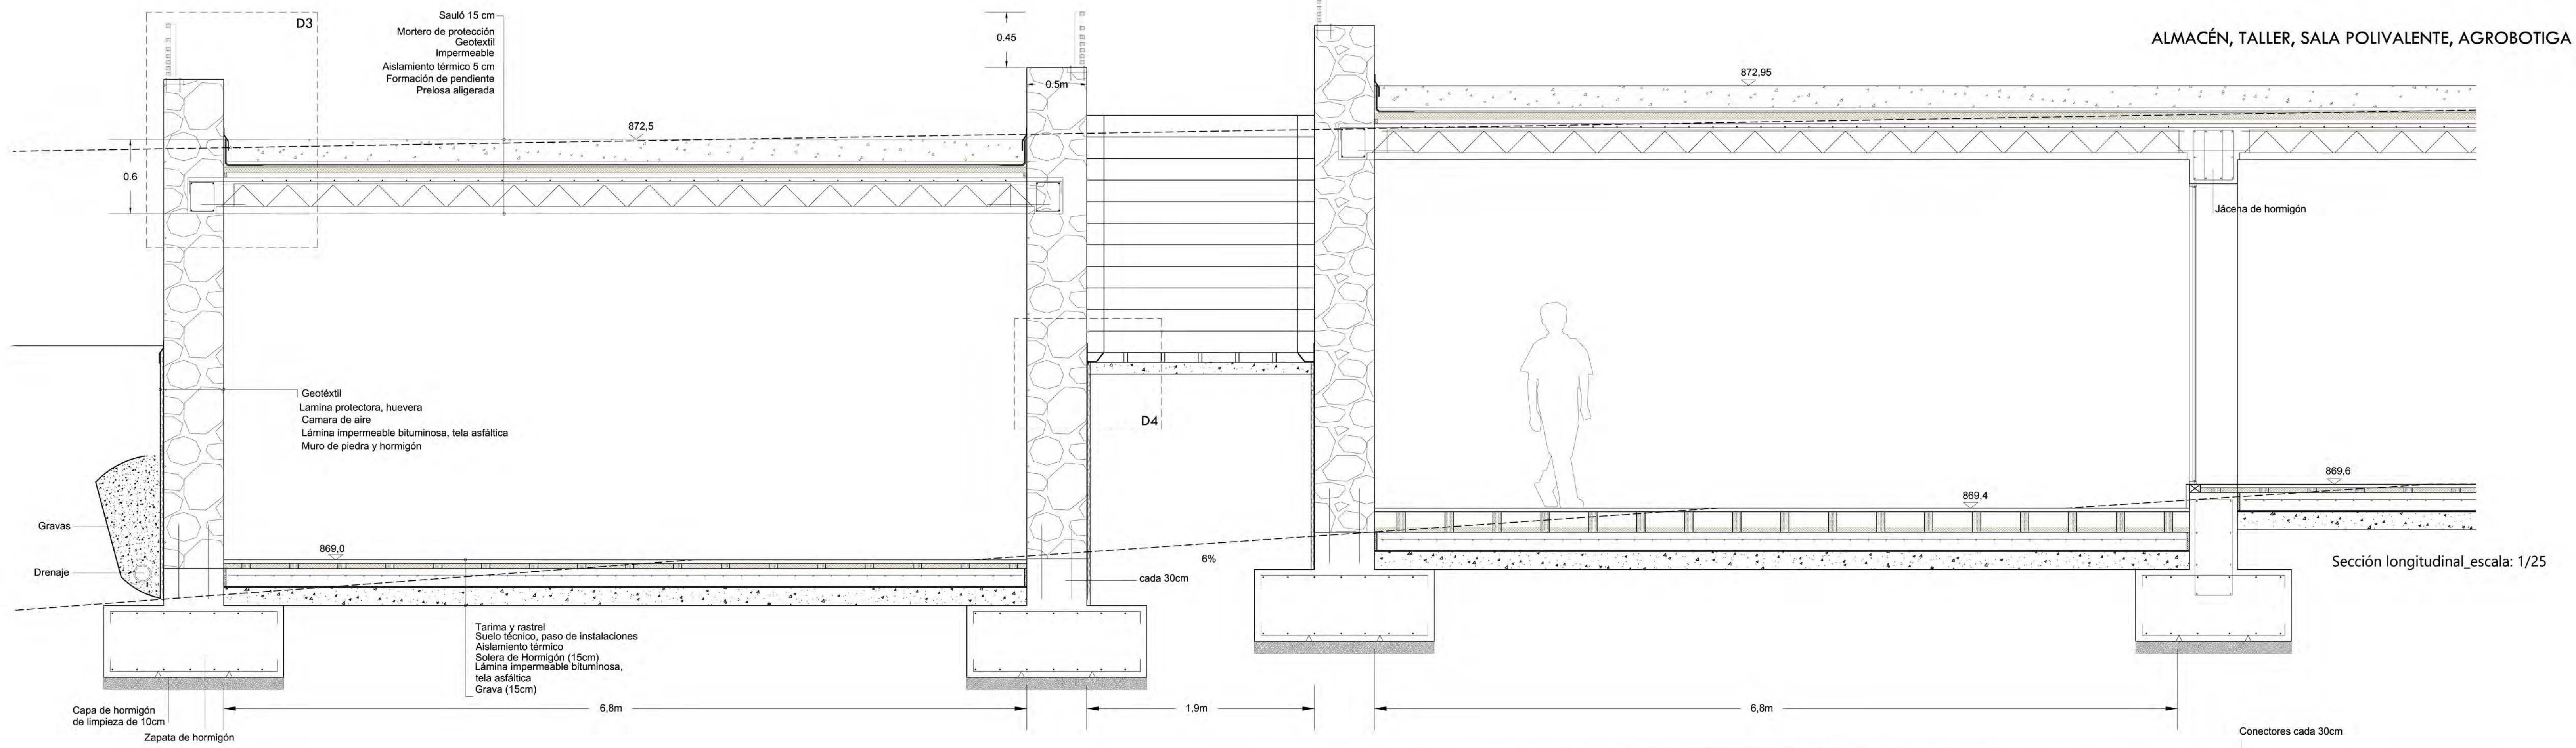 ALMACÉN, TALLER, SALA POLIVALENTE, AGROBOTIGA
D3
Sauló 15 cm
Mortero de protección
Geotextil
Impermeable
Aislamiento térmico 5 cm
Formación de pendiente
Prelosa aligerada
0.45
0.5m
872,5
872,95
0.6
Jácena de hormigón
Geotéxtil
Lamina protectora, huevera
Camara de aire
Lámina impermeable bituminosa, tela asfáltica
Muro de piedra y hormigón
D4
Gravas
Drenaje
869,0
869,4
869,6
6%
cada 30cm
Sección longitudinal_escala: 1/25
Tarima y rastrel
Suelo técnico, paso de instalaciones
Aislamiento térmico
Solera de Hormigón (15cm)
Lámina impermeable bituminosa,
tela asfáltica
Grava (15cm)
Capa de hormigón
de limpieza de 10cm
Zapata de hormigón
6,8m
1,9m
6,8m
Conectores cada 30cm